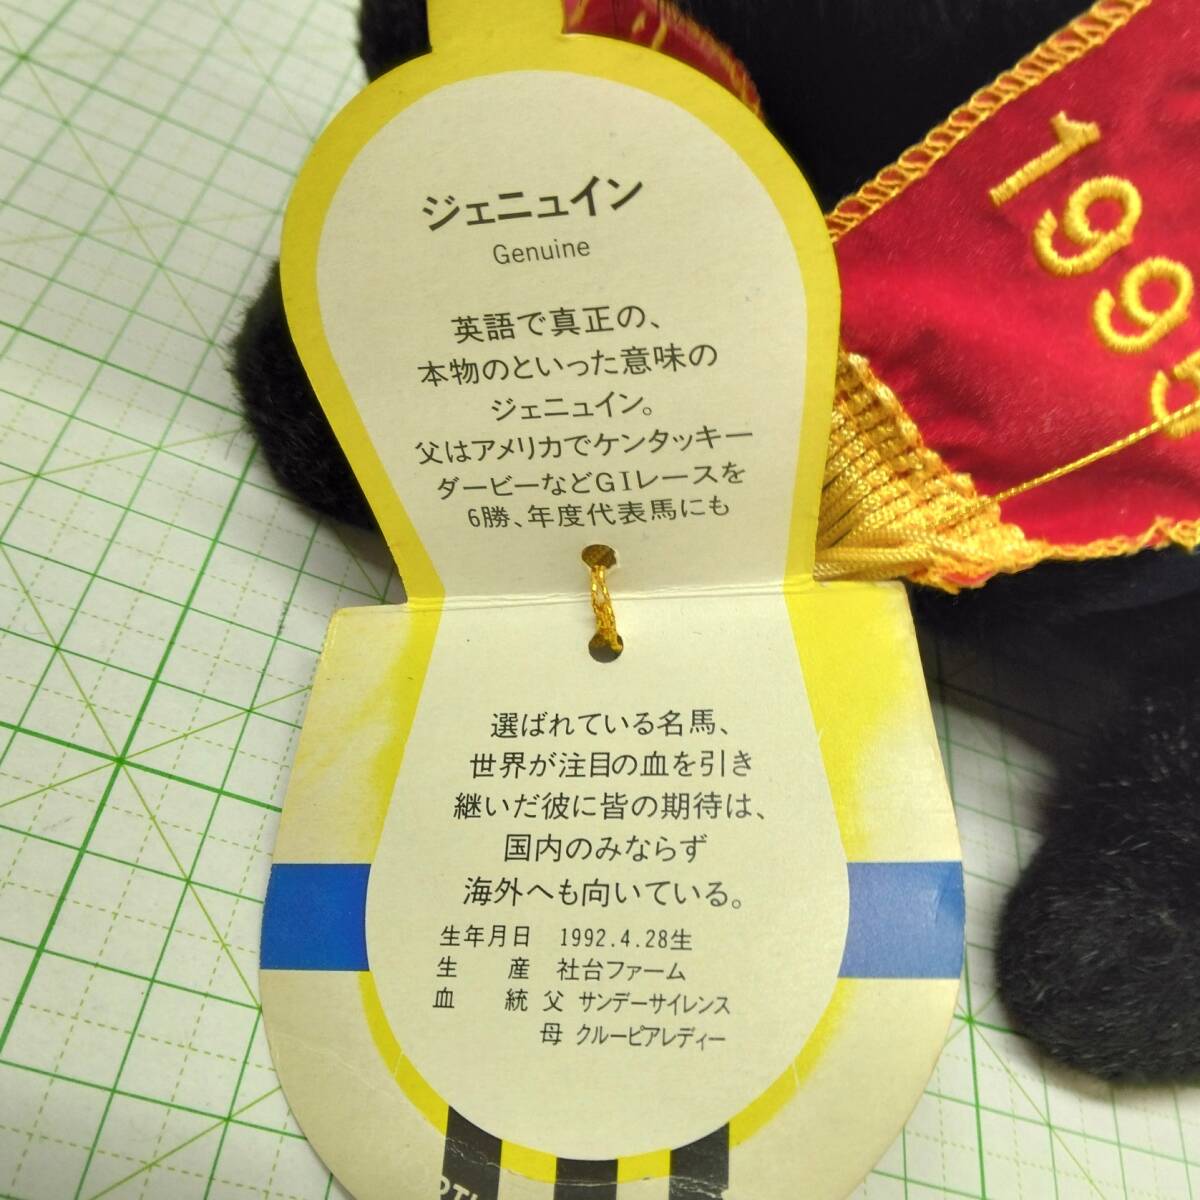 ジェニュイン
Genuine
英語で真正の、
本物のといった意味の
ジェニュイン。
父はアメリカでケンタッキー
ダービーなどGIレースを
6勝、年度代表馬にも
選ばれている名馬、
世界が注目の血を引き
継いだ彼に皆の期待は、
国内のみならず
海外へも向いている。
生年月日 1992.4.28生
生 産 社台ファーム
血 統 父 サンデーサイレンス
母 クルーピアレディー
1995